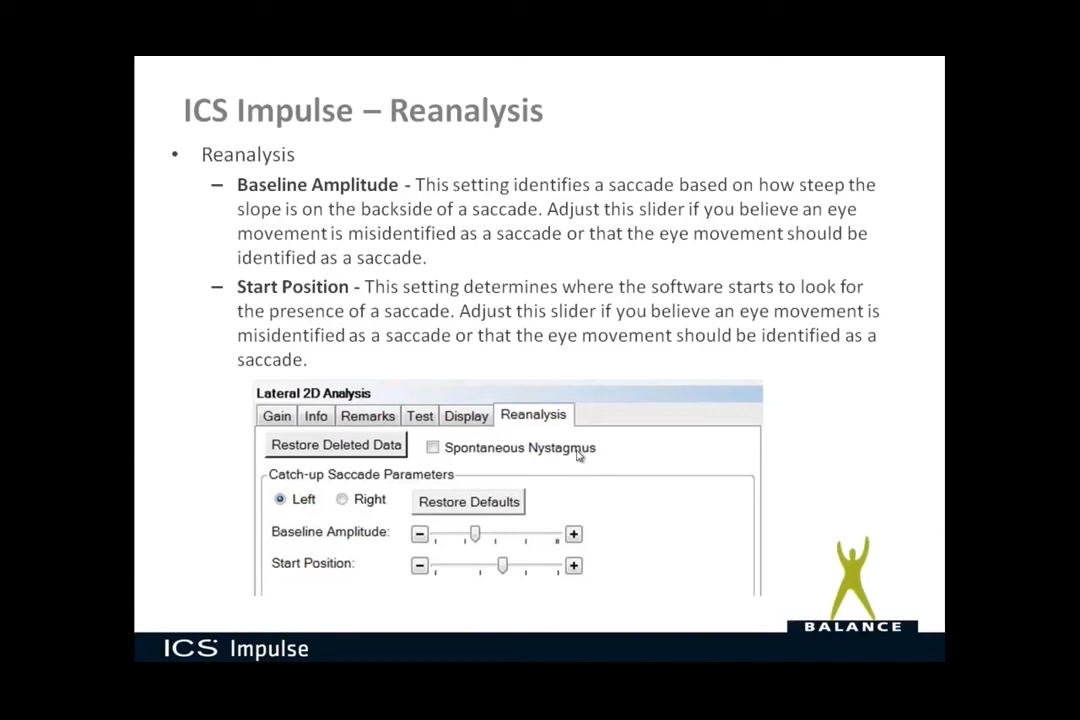 ICS Impulse – Reanalysis
• Reanalysis
– Baseline Amplitude - This setting identifies a saccade based on how steep the
slope is on the backside of a saccade. Adjust this slider if you believe an eye
movement is misidentified as a saccade or that the eye movement should be
identified as a saccade.
– Start Position - This setting determines where the software starts to look for
the presence of a saccade. Adjust this slider if you believe an eye movement is
misidentified as a saccade or that the eye movement should be identified as a
saccade.
Lateral 2D Analysis
Gain Info Remarks Test Display Reanalysis
Restore Deleted Data Spontaneous Nystagmus
Catch-up Saccade Parameters
Left Right Restore Defaults
Baseline Amplitude: - +
Start Position: - +
BALANCE
ICS Impulse